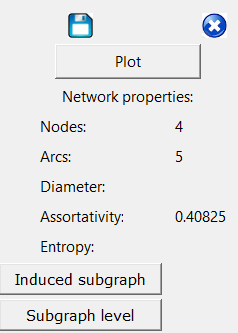 Plot
Network properties:
Nodes: 4
Arcs: 5
Diameter:
Assortativity: 0.40825
Entropy:
Induced subgraph
Subgraph level